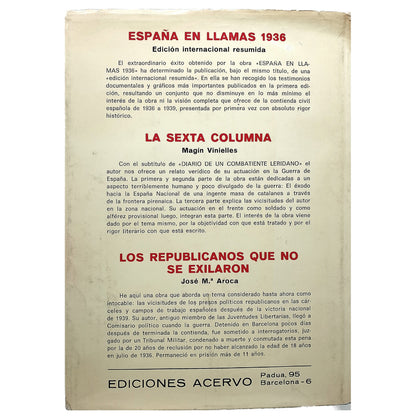 ESPAÑA EN LLAMAS 1936
Edición internacional resumida
El extraordinario éxito obtenido por la obra «ESPAÑA EN LLA-
MAS 1936» ha determinado la publicación, bajo el mismo título, de una
«edición internacional resumida». En ella se han recogido los testimonios
documentales y gráficos más importantes publicados en la primera edi-
ción, resultando un conjunto que no disminuye en lo más mínimo el
interés de la obra ni la visión completa que ofrece de la contienda civil
española de 1936 a 1939, presentada por primera vez con absoluto rigor
histórico.
LA SEXTA COLUMNA
Magín Vinielles
Con el subtítulo de «DIARIO DE UN COMBATIENTE LERIDANO» el
autor nos ofrece un relato verídico de su actuación en la Guerra de
España. La primera y segunda parte de la obra están dedicadas a un
aspecto terriblemente humano y poco divulgado de la guerra: El éxodo
hacia la España Nacional de una ingente masa de catalanes a través
de la frontera pirenaica. La tercera parte explica las vicisitudes del autor
en la zona nacional. Su actuación en el frente como soldado y como
alférez provisional luego, integran esta parte. El interés de la obra viene
dado por el tema mismo, por la objetividad con que está tratado y por el
rigor literario con que está escrito.
LOS REPUBLICANOS QUE NO
SE EXILARON
José M.ª Aroca
He aquí una obra que aborda un tema considerado hasta ahora como
intocable: las vicisitudes de los presos políticos republicanos en las cár-
celes y campos de trabajo españoles después de la victoria nacional
de 1939. Su autor, antiguo miembro de las Juventudes Libertarias, llegó a
Comisario político cuando la guerra. Detenido en Barcelona pocos días
después de terminada la contienda, fue sometido a interrogatorios, juz-
gado por un Tribunal Militar, condenado a muerte y conmutada esta pena
por la de 20 años de reclusión por no haber alcanzado la edad de 18 años
en julio de 1936. Permaneció en prisión más de 11 años.
EDICIONES ACERVO
Padua, 95
Barcelona - 6